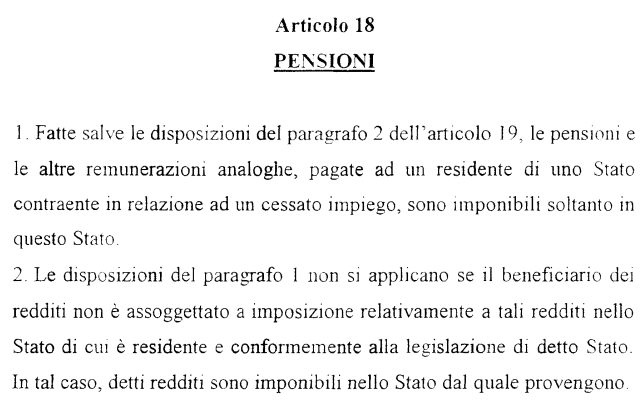 Articolo 18
PENSIONI
1. Fatte salve le disposizioni del paragrafo 2 dell'articolo 19, le pensioni e
le altre remunerazioni analoghe, pagate ad un residente di uno Stato
contraente in relazione ad un cessato impiego, sono imponibili soltanto in
questo Stato.
2. Le disposizioni del paragrafo 1 non si applicano se il beneficiario dei
redditi non è assoggettato a imposizione relativamente a tali redditi nello
Stato di cui è residente e conformemente alla legislazione di detto Stato.
In tal caso, detti redditi sono imponibili nello Stato dal quale provengono.